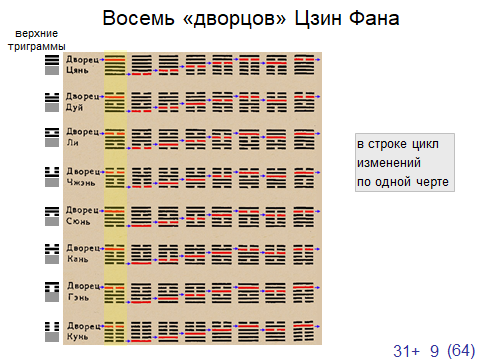 Восемь «дворцов» Цзин Фана
верхние
триграммы
Дворец
Цянь
Дворец
Дуй
Дворец
Ли
Дворец
Чжэнь
Дворец
Сюнь
Дворец
Кань
Дворец
Гэнь
Дворец
Кунь
в строке цикл
изменений
по одной черте
31+ 9 (64)